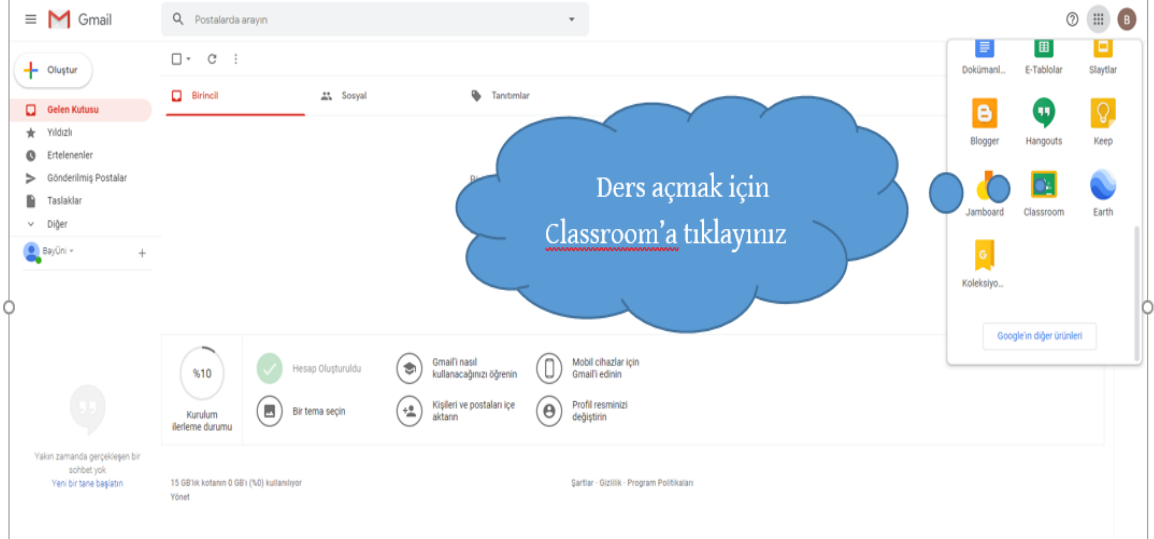 Gmail
Postalarda arayın
B
Oluştur
Gelen Kutusu
Yıldızlı
Ertelenenler
Gönderilmiş Postalar
Taslaklar
Diğer
BayÜni
Birincil
Sosyal
Tanıtımlar
Ders açmak için
Classroom'a tıklayınız
Dokümanl...
E-Tablolar
Slaytlar
Blogger
Hangouts
Keep
Jamboard
Classroom
Earth
Koleksiyo...
Google'ın diğer ürünleri
%10
Kurulum
ilerleme durumu
Hesap Oluşturuldu
Bir tema seçin
Gmail'i nasıl
kullanacağınızı öğrenin
Kişileri ve postaları içe
aktarın
Mobil cihazlar için
Gmail'i edinin
Profil resminizi
değiştirin
Yakın zamanda gerçekleşen bir
sohbet yok
Yeni bir tane başlatın
15 GB'lık kotanın 0 GB'ı (%0) kullanılıyor
Yönet
Şartlar · Gizlilik · Program Politikaları